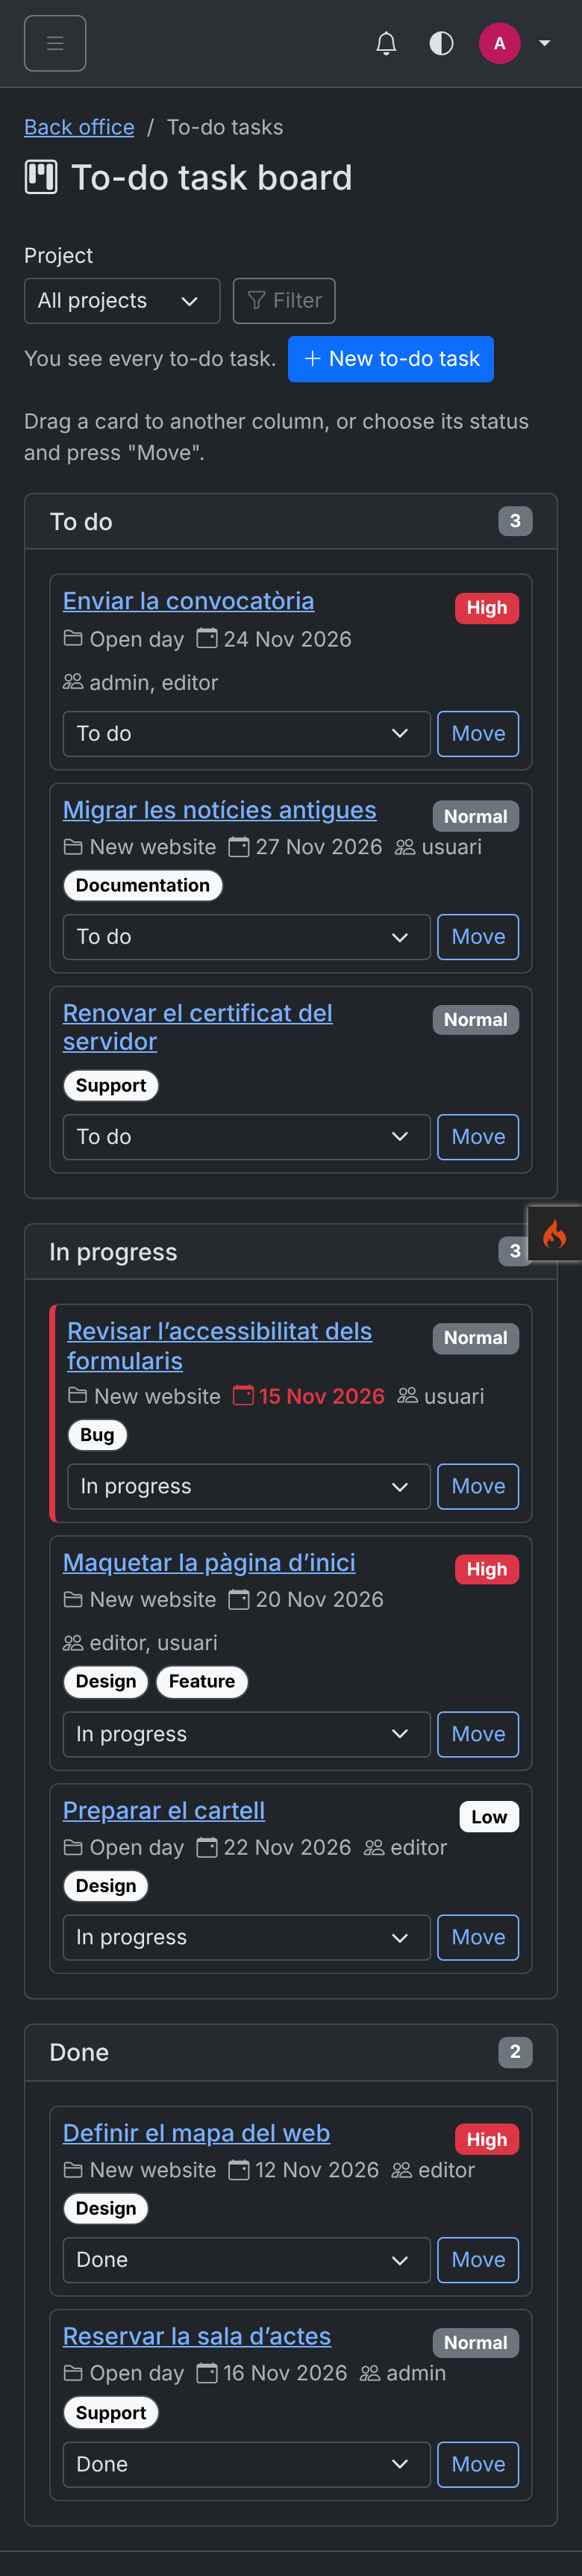 A
Back office / To-do tasks
To-do task board
Project
All projects
Filter
You see every to-do task.
New to-do task
Drag a card to another column, or choose its status
and press "Move".
To do
3
Enviar la convocatòria
High
Open day 24 Nov 2026
admin, editor
To do
Move
Migrar les notícies antigues
Normal
New website 27 Nov 2026 usuari
Documentation
To do
Move
Renovar el certificat del
servidor
Normal
Support
To do
Move
In progress
3
Revisar l’accessibilitat dels
formularis
Normal
New website 15 Nov 2026 usuari
Bug
In progress
Move
Maquetar la pàgina d’inici
High
New website 20 Nov 2026
editor, usuari
Design Feature
In progress
Move
Preparar el cartell
Low
Open day 22 Nov 2026 editor
Design
In progress
Move
Done
2
Definir el mapa del web
High
New website 12 Nov 2026 editor
Design
Done
Move
Reservar la sala d’actes
Normal
Open day 16 Nov 2026 admin
Support
Done
Move